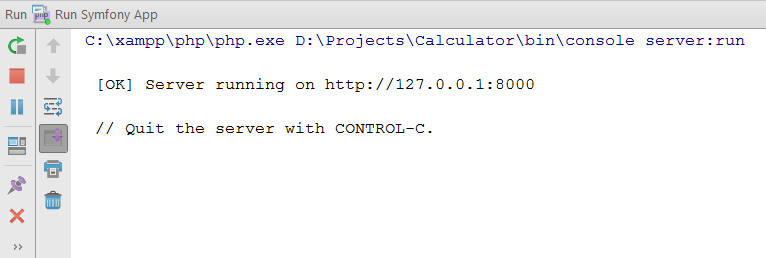 Run php Run Symfony App
C:\xampp\php\php.exe D:\Projects\Calculator\bin\console server:run
[OK] Server running on http://127.0.0.1:8000
// Quit the server with CONTROL-C.